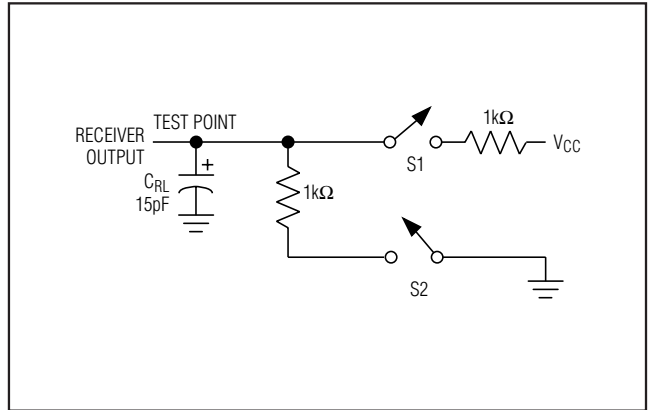 TEST POINT
RECEIVER
OUTPUT
+
CRL
15pF
1kΩ
S1
1kΩ
VCC
S2